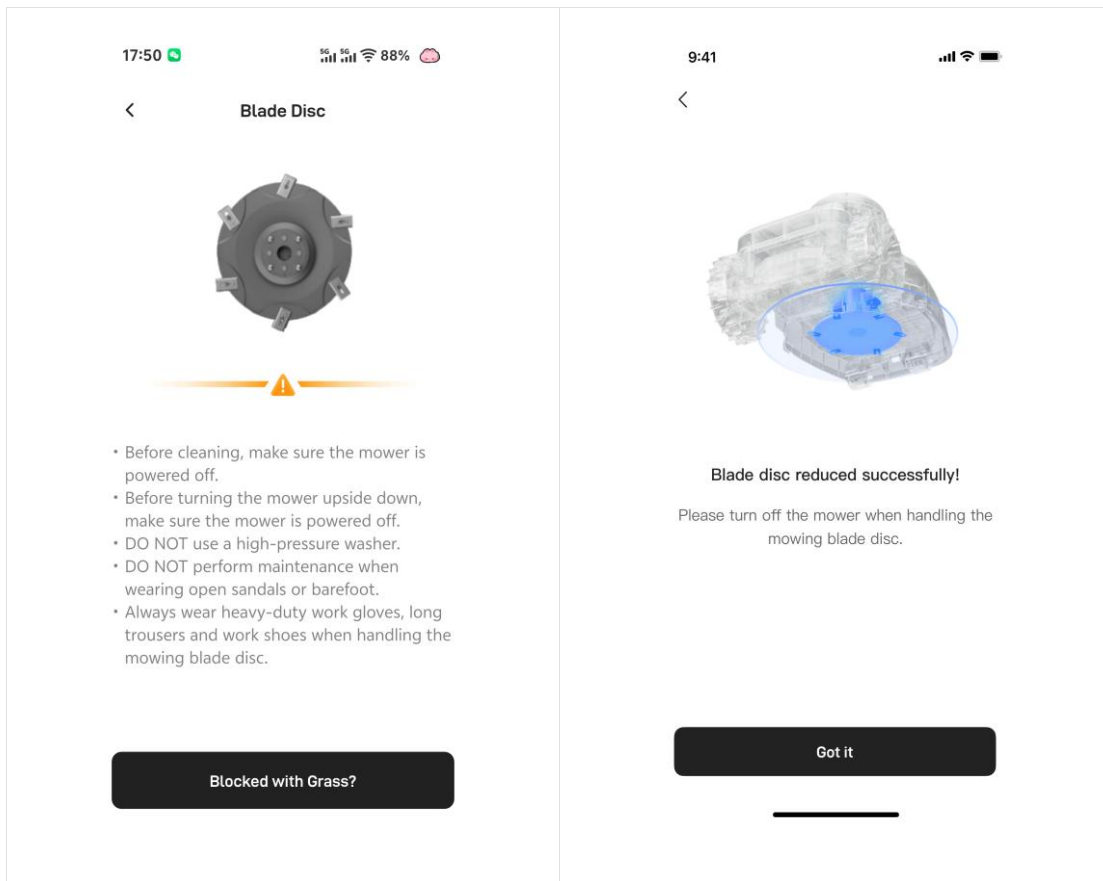 17:50
5G 5G 88%
Blade Disc
• Before cleaning, make sure the mower is
powered off.
• Before turning the mower upside down,
make sure the mower is powered off.
• DO NOT use a high-pressure washer.
• DO NOT perform maintenance when
wearing open sandals or barefoot.
• Always wear heavy-duty work gloves, long
trousers and work shoes when handling the
mowing blade disc.
Blocked with Grass?
9:41
Blade disc reduced successfully!
Please turn off the mower when handling the
mowing blade disc.
Got it